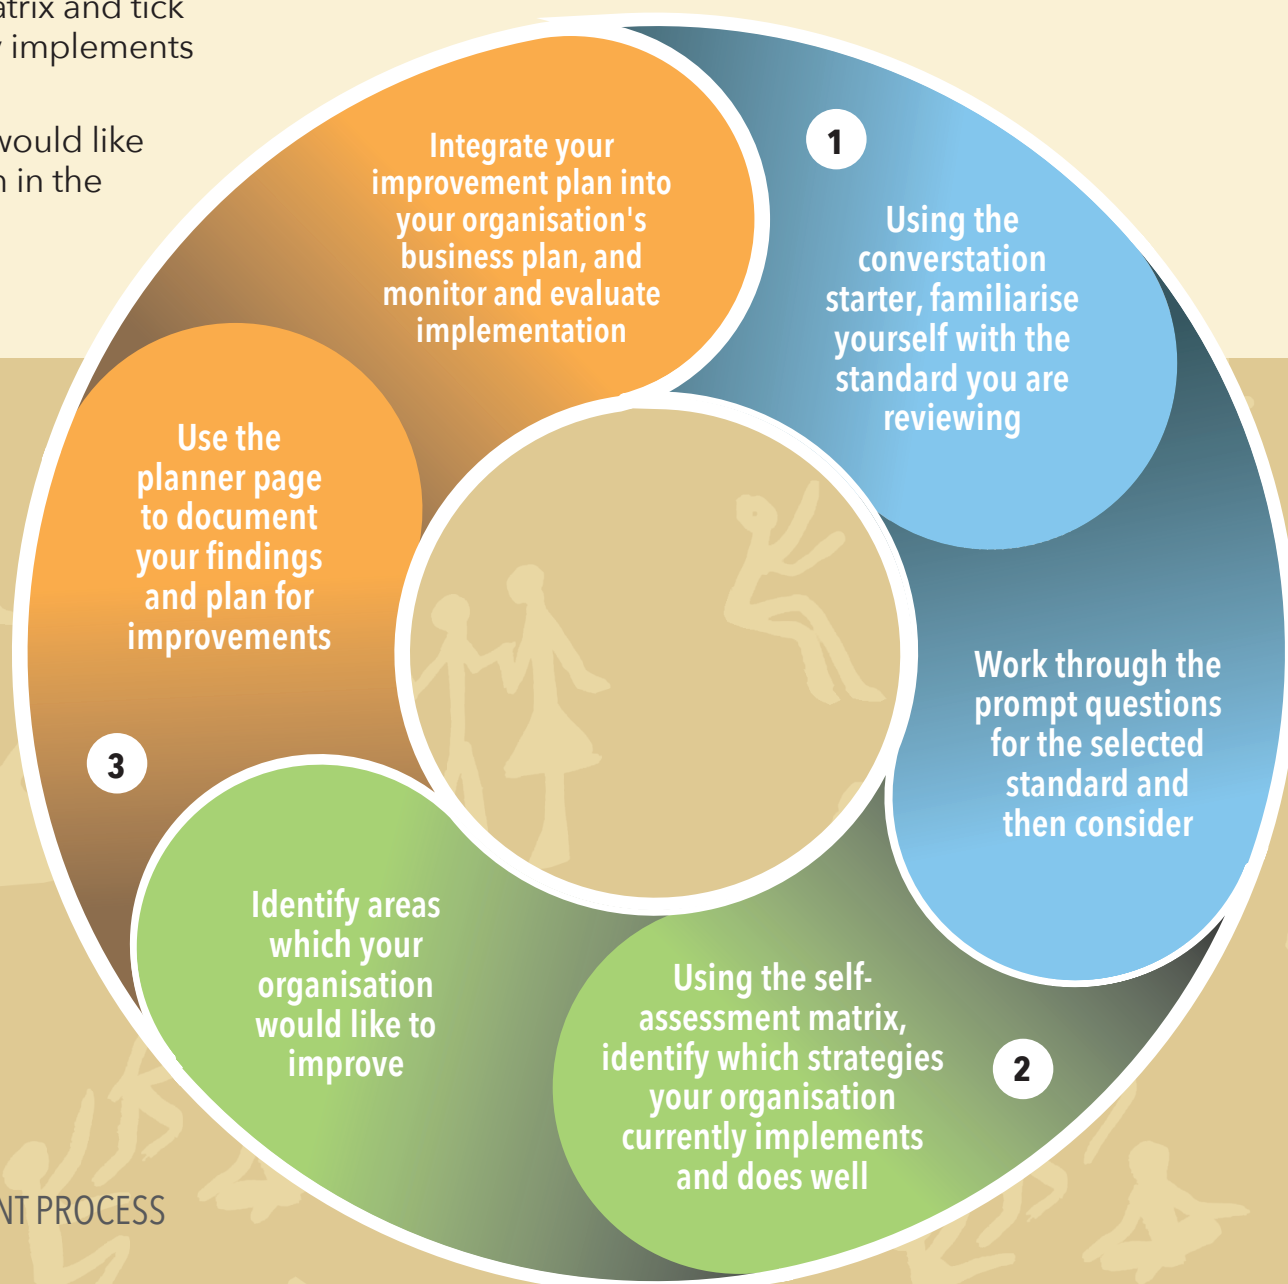 and tick
implements
would like
in the
1
Using the
converstation
starter, familiarise
yourself with the
standard you are
reviewing
Work through the
prompt questions
for the selected
standard and
then consider
2
Using the self-
assessment matrix,
identify which strategies
your organisation
currently implements
and does well
Identify areas
which your
organisation
would like to
improve
3
Use the
planner page
to document
your findings
and plan for
improvements
Integrate your
improvement plan into
your organisation's
business plan, and
monitor and evaluate
implementation
PROCESS